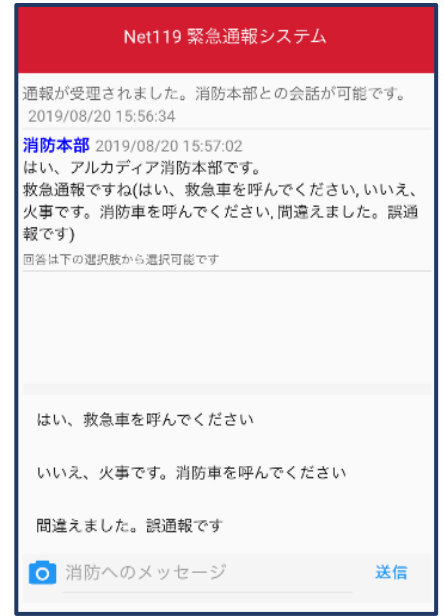 Net119 緊急通報システム
通報が受理されました。消防本部との会話が可能です。
2019/08/20 15:56:34
消防本部 2019/08/20 15:57:02
はい、アルカディア消防本部です。
救急通報ですね(はい、救急車を呼んでください, いいえ、
火事です。消防車を呼んでください, 間違えました。誤通
報です)
回答は下の選択肢から選択可能です
はい、救急車を呼んでください
いいえ、火事です。消防車を呼んでください
間違えました。誤通報です
消防へのメッセージ 送信